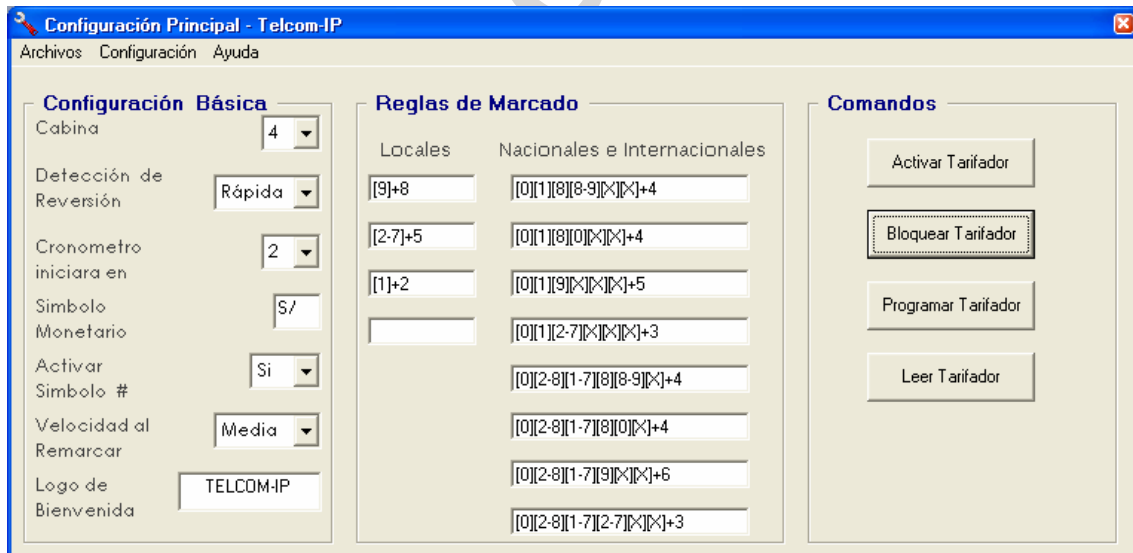 Configuración Principal - Telcom-IP
Archivos Configuración Ayuda
Configuración Básica
Cabina
4
Detección de
Reversión
Rápida
Cronometro
iniciara en
2
Simbolo
Monetario
S/
Activar
Simbolo #
Si
Velocidad al
Remarcar
Media
Logo de
Bienvenida
TELCOM-IP
Reglas de Marcado
Locales
[9]+8
[2-7]+5
[1]+2
Nacionales e Internacionales
[0][1][8][8-9][X][X]+4
[0][1][8][0][X][X]+4
[0][1][9][X][X][X]+5
[0][1][2-7][X][X][X]+3
[0][2-8][1-7][8][8-9][X]+4
[0][2-8][1-7][8][0][X]+4
[0][2-8][1-7][9][X][X]+6
[0][2-8][1-7][2-7][X][X]+3
Comandos
Activar Tarifador
Bloquear Tarifador
Programar Tarifador
Leer Tarifador